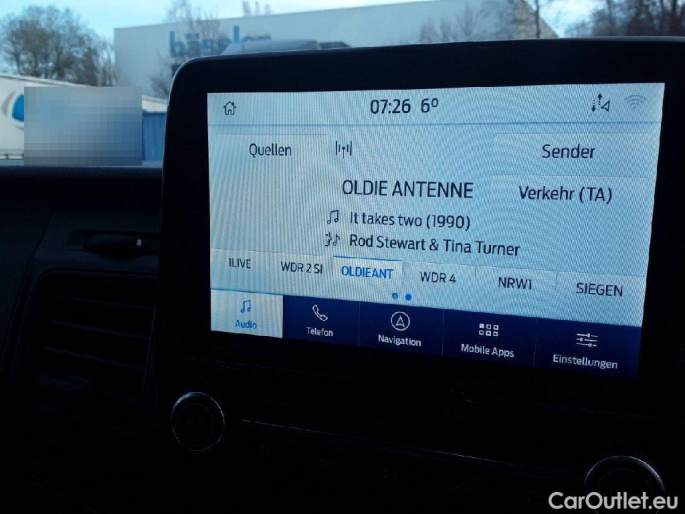 07:26 6°
Quellen
Sender
OLDIE ANTENNE
Verkehr (TA)
It takes two (1990)
Rod Stewart & Tina Turner
1LIVE WDR 2 SI OLDIEANT WDR 4 NRW1 SIEGEN
Audio Telefon Navigation Mobile Apps Einstellungen
CarOutlet.eu